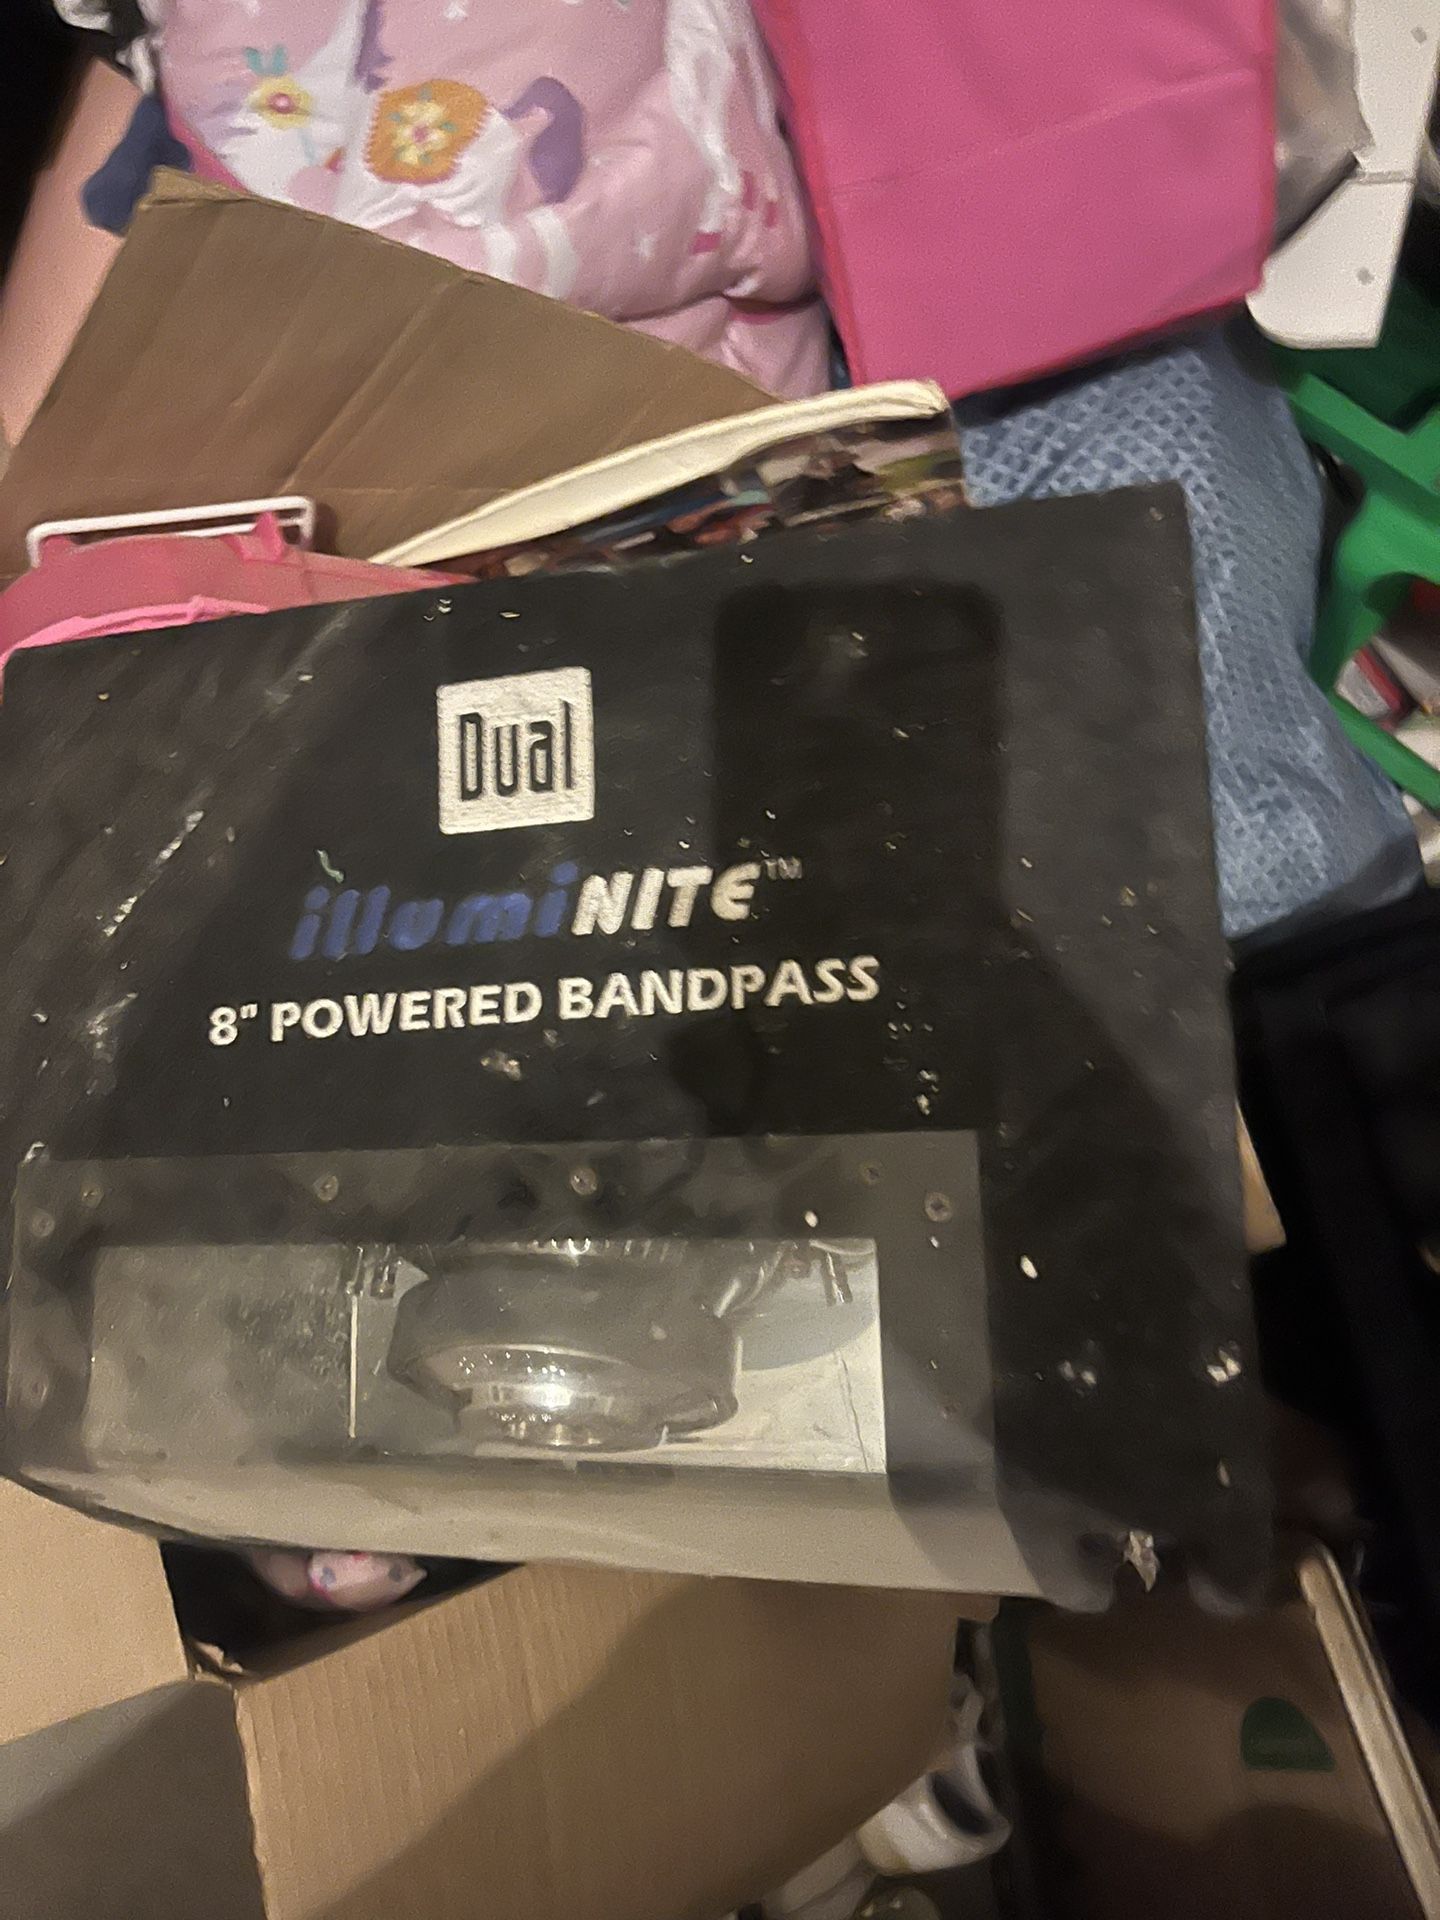 Dual
illumiNITE™
8" POWERED BANDPASS